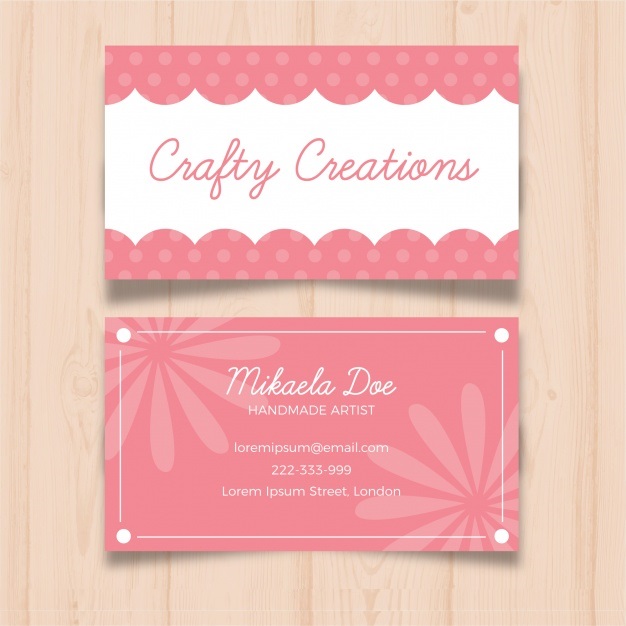 Crafty Creations
Mikaela Doe
HANDMADE ARTIST
loremipsum@email.com
222-333-999
Lorem Ipsum Street, London